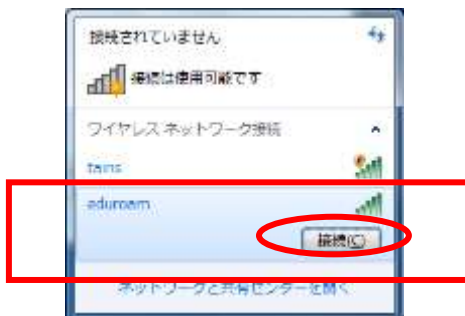 接続されていません
接続は使用可能です
ワイヤレス ネットワーク接続
tains
eduroam
接続(C)
ネットワークと共有センターを開く